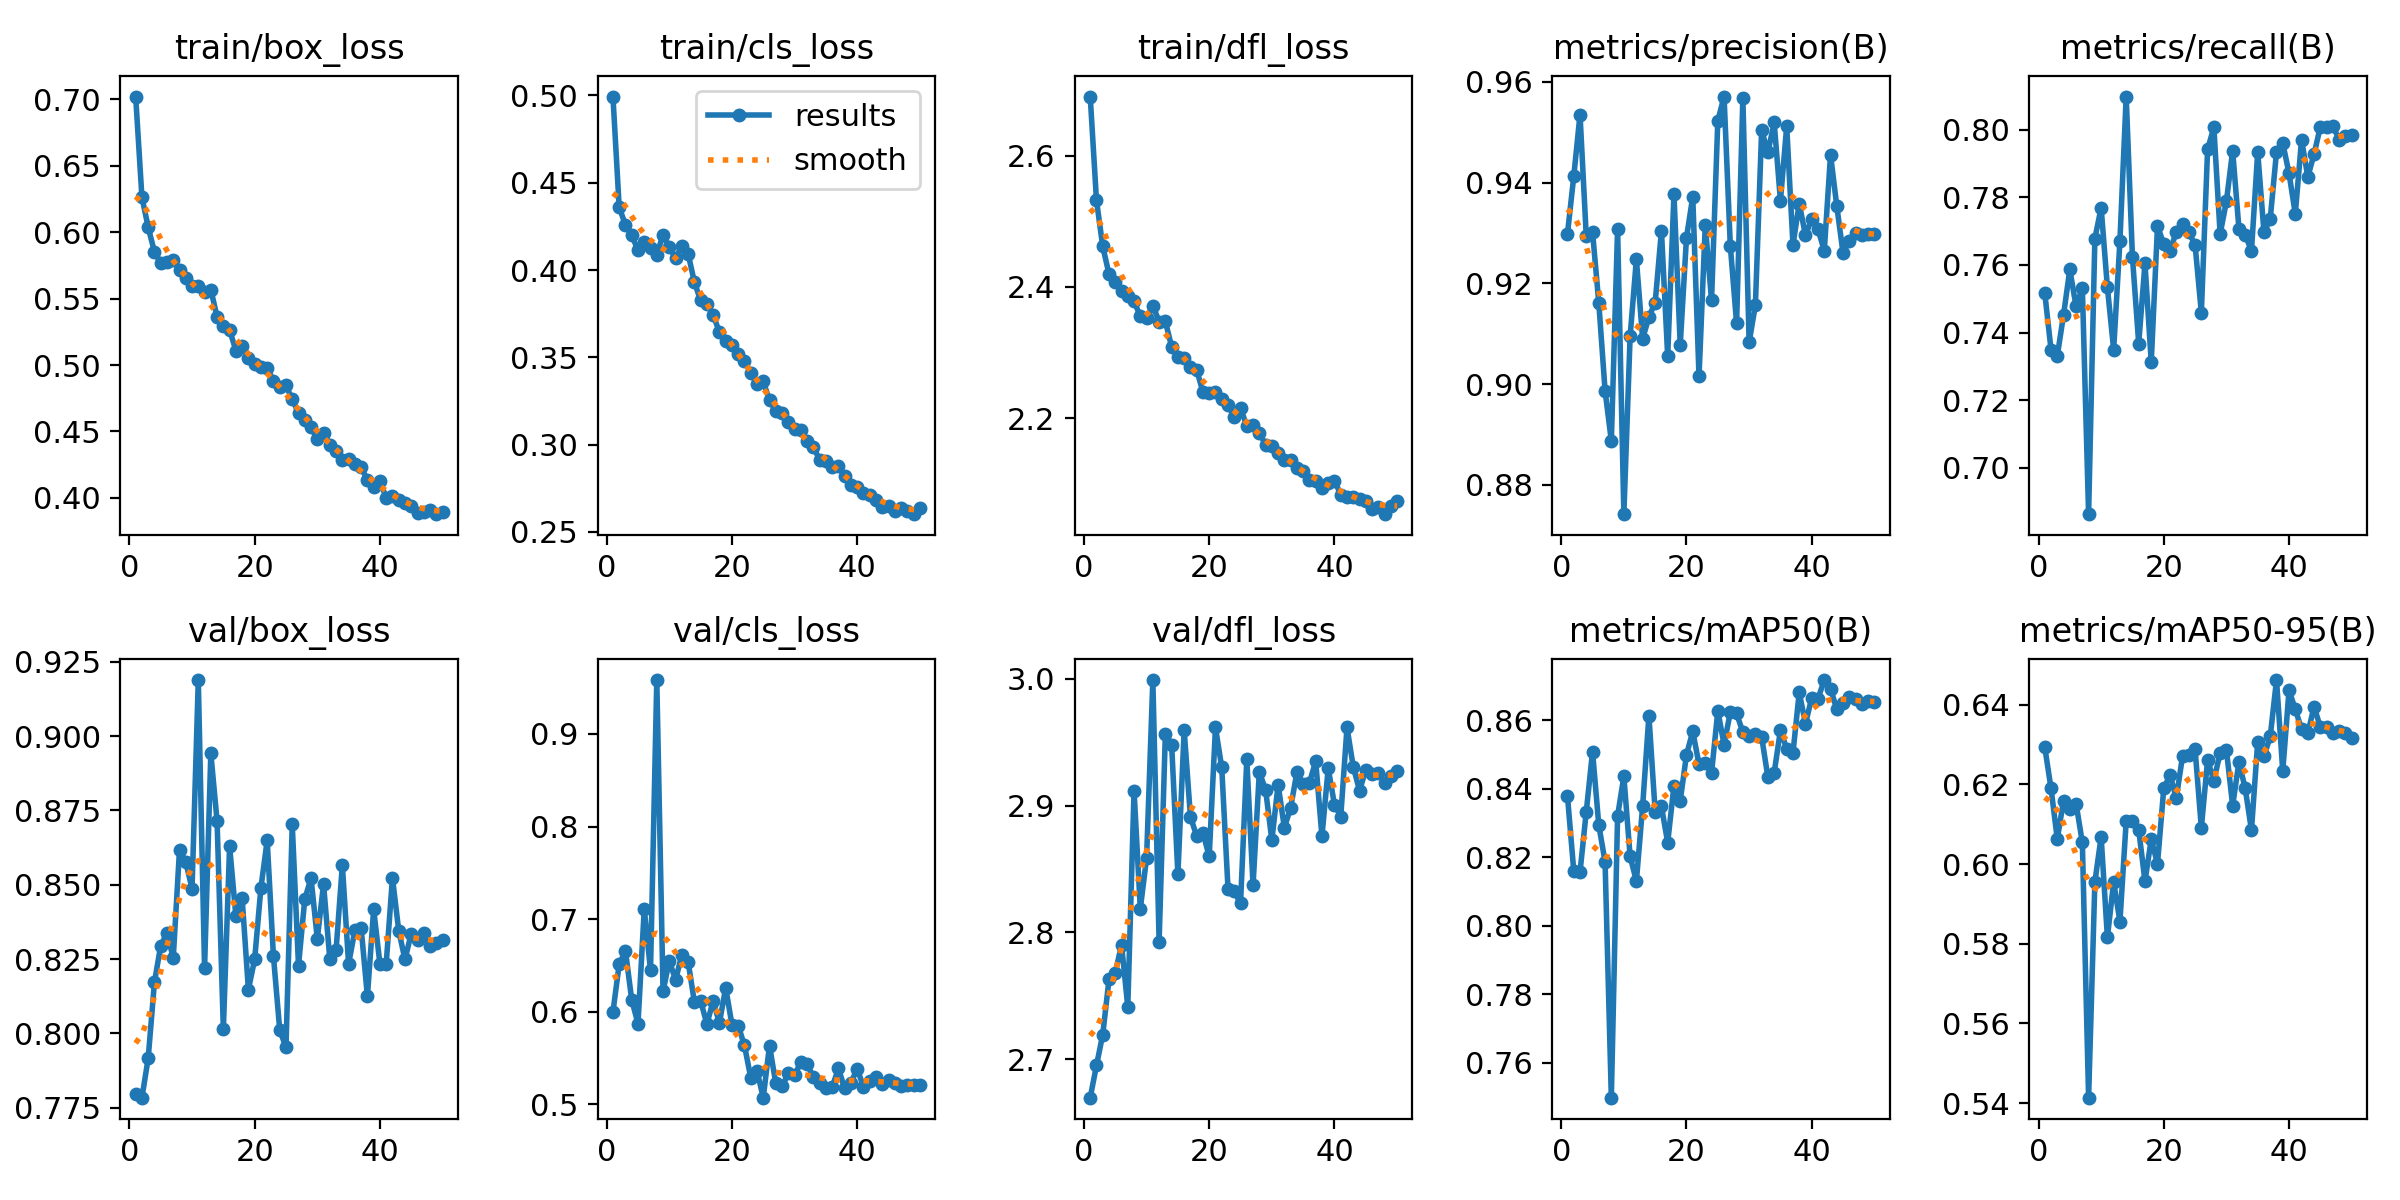 train/box_loss
0.70
0.65
0.60
0.55
0.50
0.45
0.40
0 20 40
train/cls_loss
results
smooth
0.50
0.45
0.40
0.35
0.30
0.25
0 20 40
train/dfl_loss
2.6
2.4
2.2
0 20 40
metrics/precision(B)
0.96
0.94
0.92
0.90
0.88
0 20 40
metrics/recall(B)
0.80
0.78
0.76
0.74
0.72
0.70
0 20 40
val/box_loss
0.925
0.900
0.875
0.850
0.825
0.800
0.775
0 20 40
val/cls_loss
0.9
0.8
0.7
0.6
0.5
0 20 40
val/dfl_loss
3.0
2.9
2.8
2.7
0 20 40
metrics/mAP50(B)
0.86
0.84
0.82
0.80
0.78
0.76
0 20 40
metrics/mAP50-95(B)
0.64
0.62
0.60
0.58
0.56
0.54
0 20 40